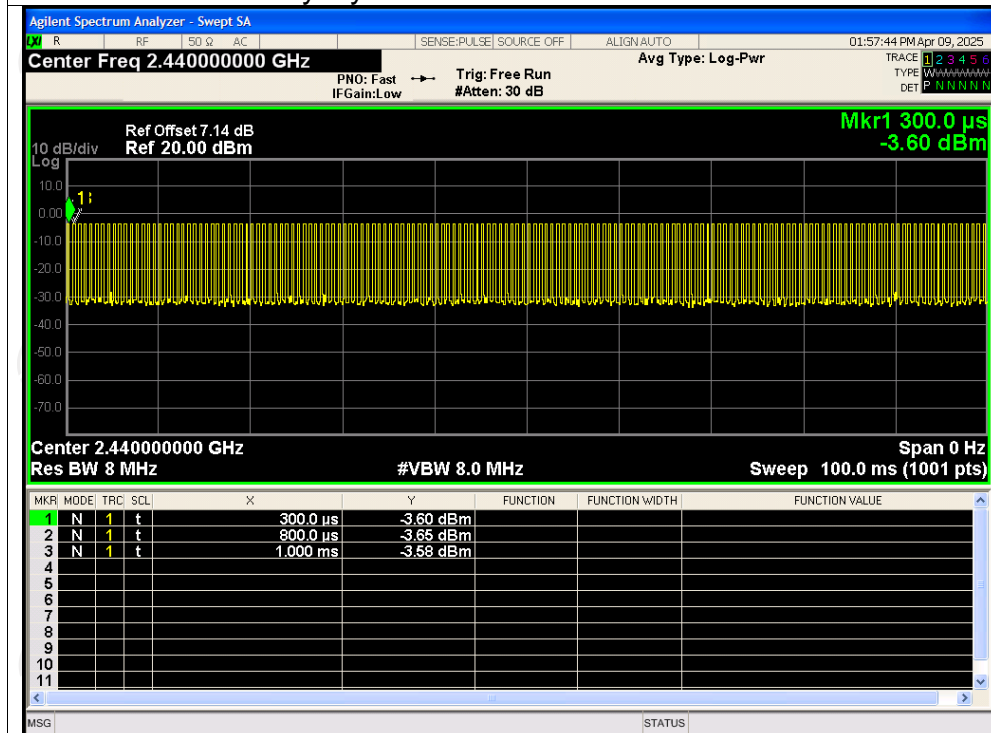 Agilent Spectrum Analyzer - Swept SA
LXI R RF 50 Ω AC SENSE:PULSE SOURCE OFF ALIGN AUTO 01:57:44 PM Apr 09, 2025
Center Freq 2.440000000 GHz Avg Type: Log-Pwr TRACE 1 2 3 4 5 6
PNO: Fast Trig: Free Run TYPE WWWWWW
IFGain:Low #Atten: 30 dB DET P N N N N N
Mkr1 300.0 µs
Ref Offset 7.14 dB
10 dB/div Ref 20.00 dBm -3.60 dBm
Log
10.0
1
0.00
-10.0
-20.0
-30.0
-40.0
-50.0
-60.0
-70.0
Center 2.440000000 GHz Span 0 Hz
Res BW 8 MHz #VBW 8.0 MHz Sweep 100.0 ms (1001 pts)
MKR MODE TRC SCL X Y FUNCTION FUNCTION WIDTH FUNCTION VALUE
1 N 1 t 300.0 µs -3.60 dBm
2 N 1 t 800.0 µs -3.65 dBm
3 N 1 t 1.000 ms -3.58 dBm
4
5
6
7
8
9
10
11
MSG STATUS